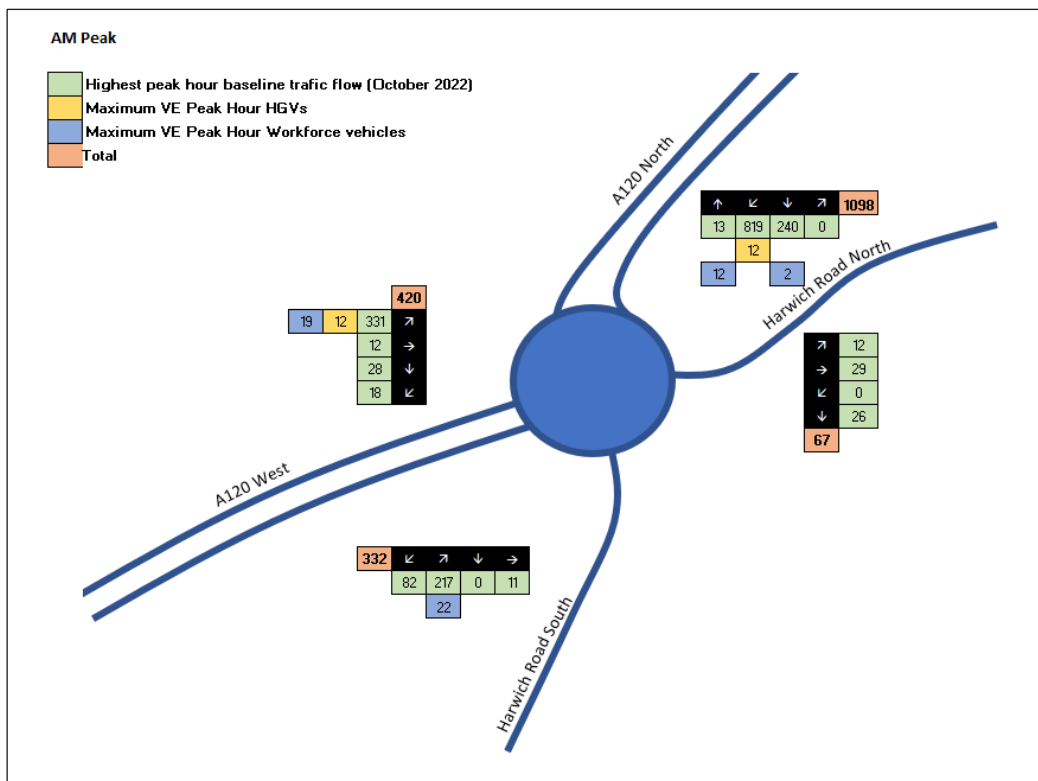 AM Peak
Highest peak hour baseline trafic flow (October 2022)
Maximum VE Peak Hour HGVs
Maximum VE Peak Hour Workforce vehicles
Total
A120 North
↑ ↙ ↓ ↗ 1098
13 819 240 0
12
12 2
Harwich Road North
420
19 12 331 ↗
12 →
28 ↓
18 ↙
↗ 12
→ 29
↙ 0
↓ 26
67
A120 West
332 ↙ ↗ ↓ →
82 217 0 11
22
Harwich Road South